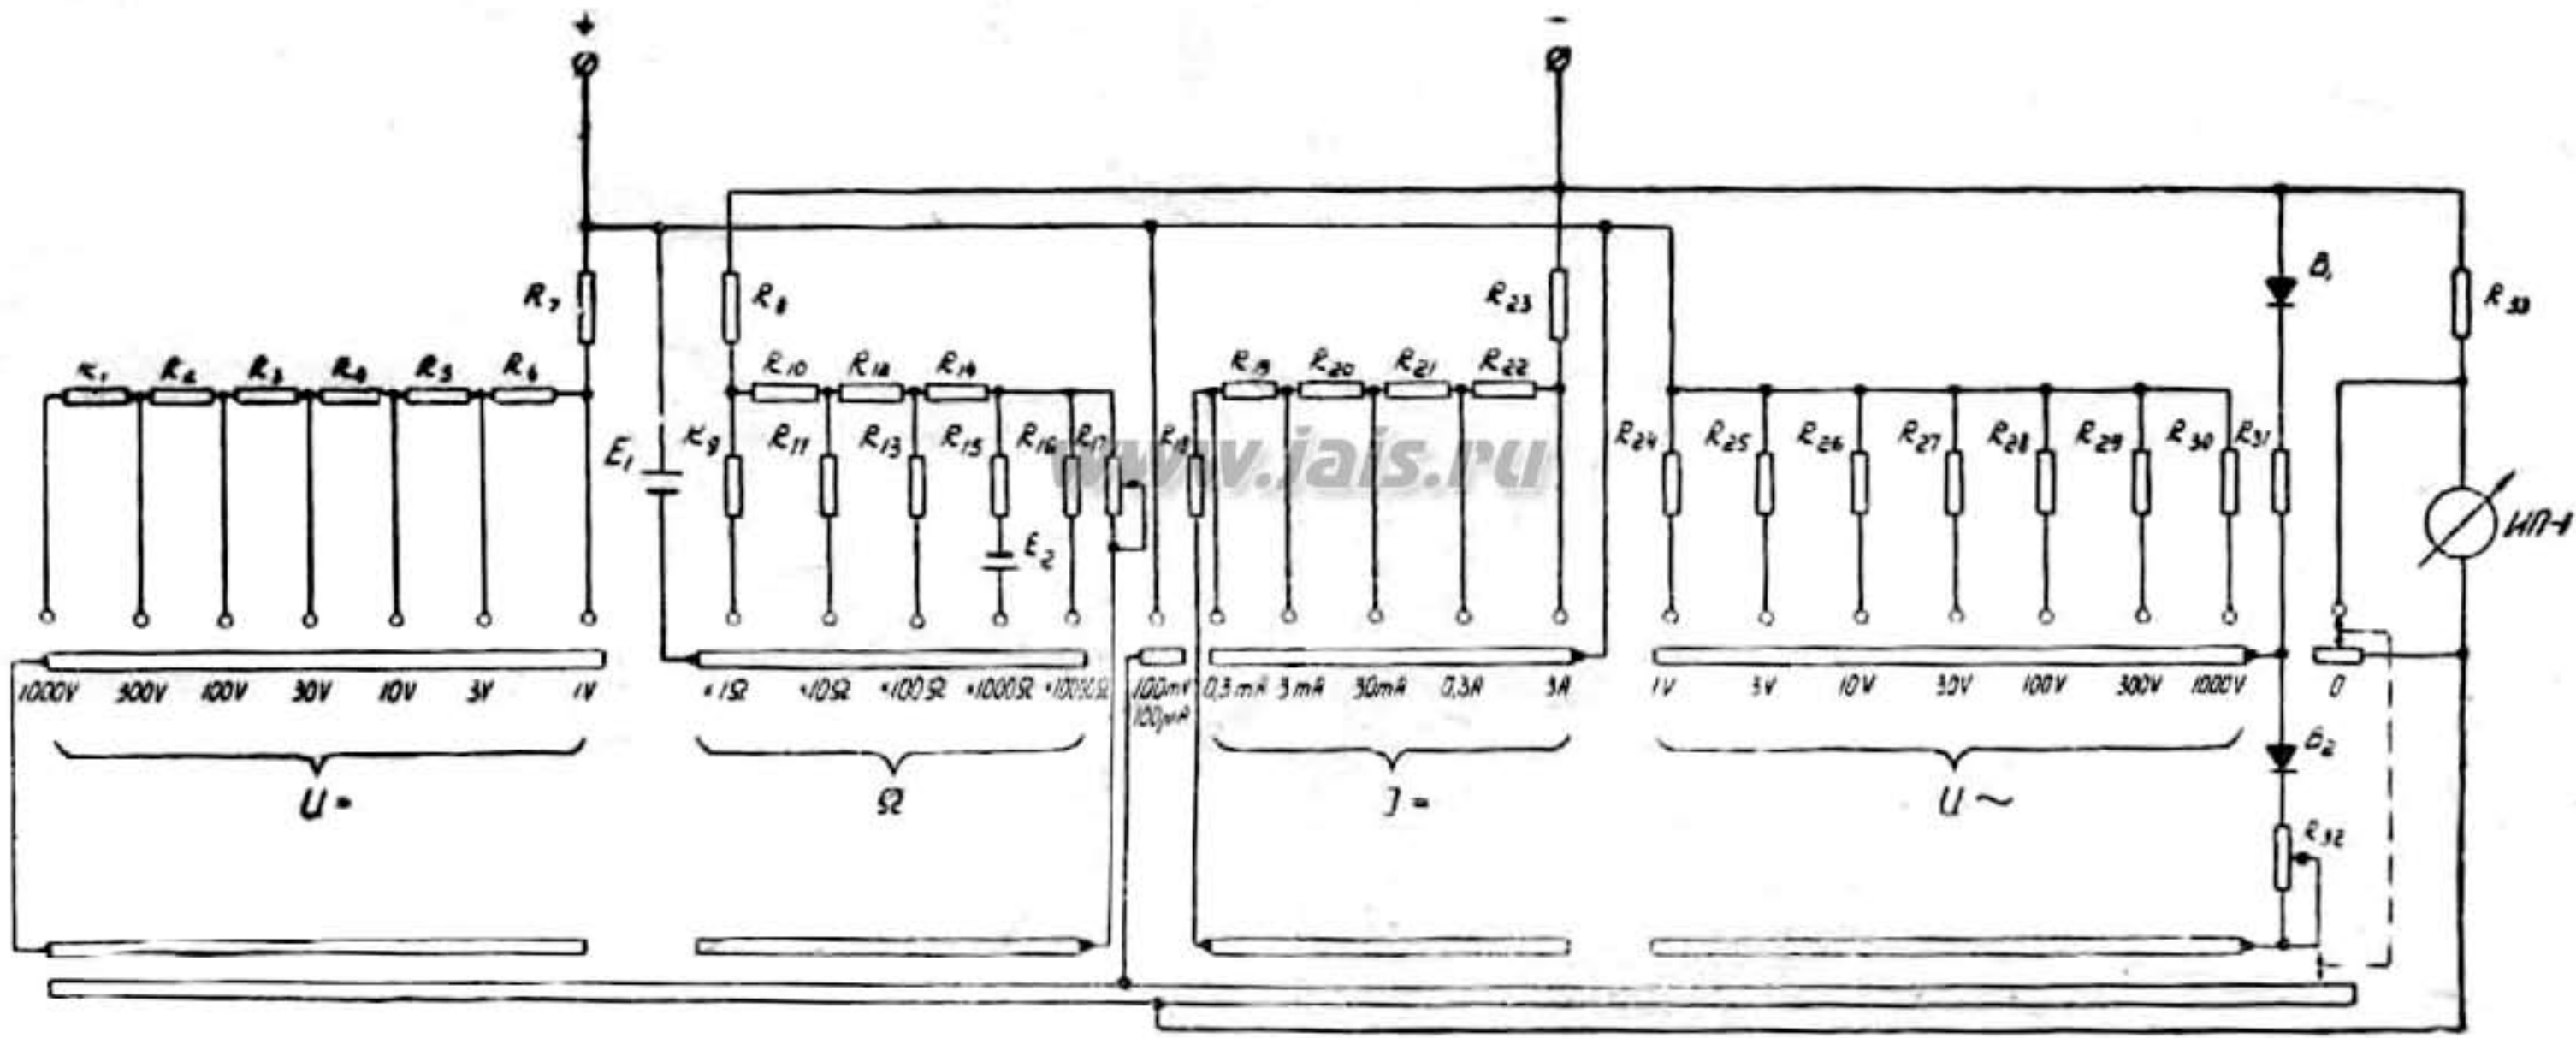 + -
R7 R8 R23 B1 R33
R1 R2 R3 R4 R5 R6 R10 R12 R14 R19 R20 R21 R22
E1 R9 R11 R13 R15 R16 R17 R18 R24 R25 R26 R27 R28 R29 R30 R31
www.jais.ru
ИП-1
E2
1000V 300V 100V 30V 10V 3V 1V ×1Ω ×10Ω ×100Ω ×1000Ω 100mV 0,3mA 3mA 30mA 0,3A 3A 1V 3V 10V 30V 100V 300V 1000V 0
100μA
B2
U= Ω J= U~
R32